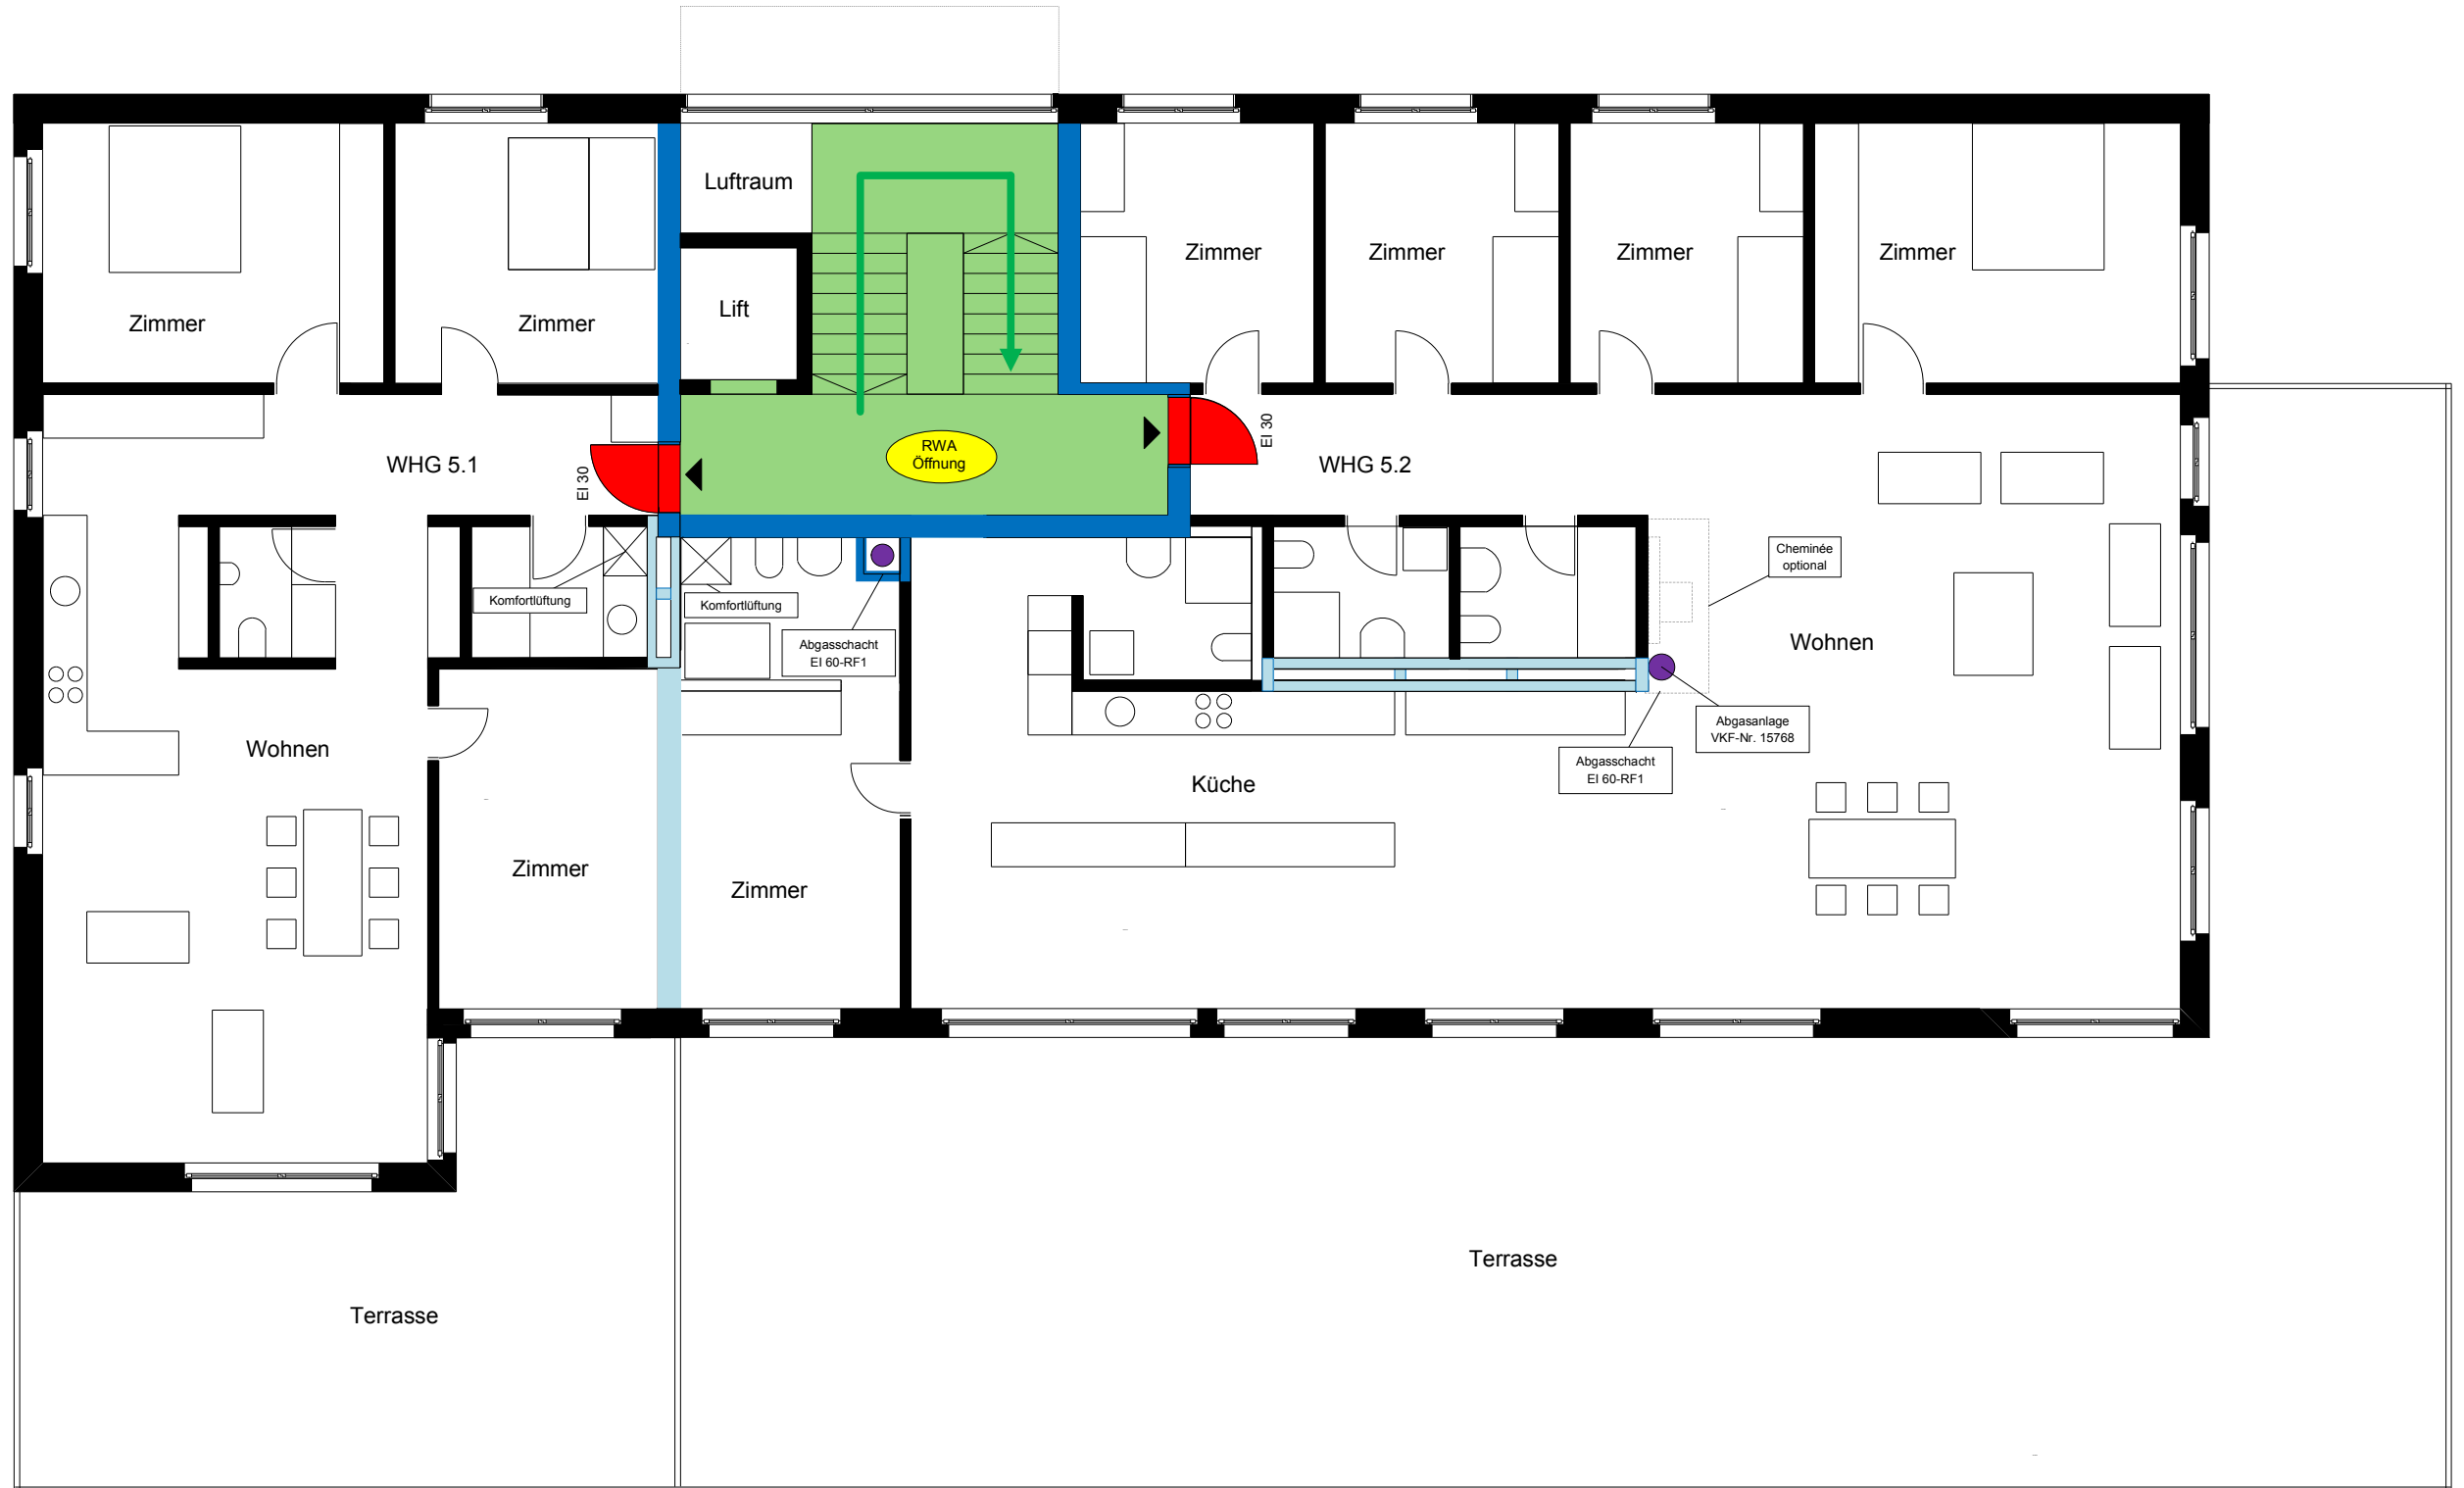 Luftraum
Zimmer
Zimmer
Zimmer
Zimmer
Lift
Zimmer
Zimmer
WHG 5.1
EI 30
RWA
Öffnung
EI 30
WHG 5.2
Komfortlüftung
Komfortlüftung
Abgasschacht
EI 60-RF1
Cheminée
optional
Wohnen
Abgasanlage
VKF-Nr. 15768
Abgasschacht
EI 60-RF1
Wohnen
Küche
Zimmer
Zimmer
Terrasse
Terrasse